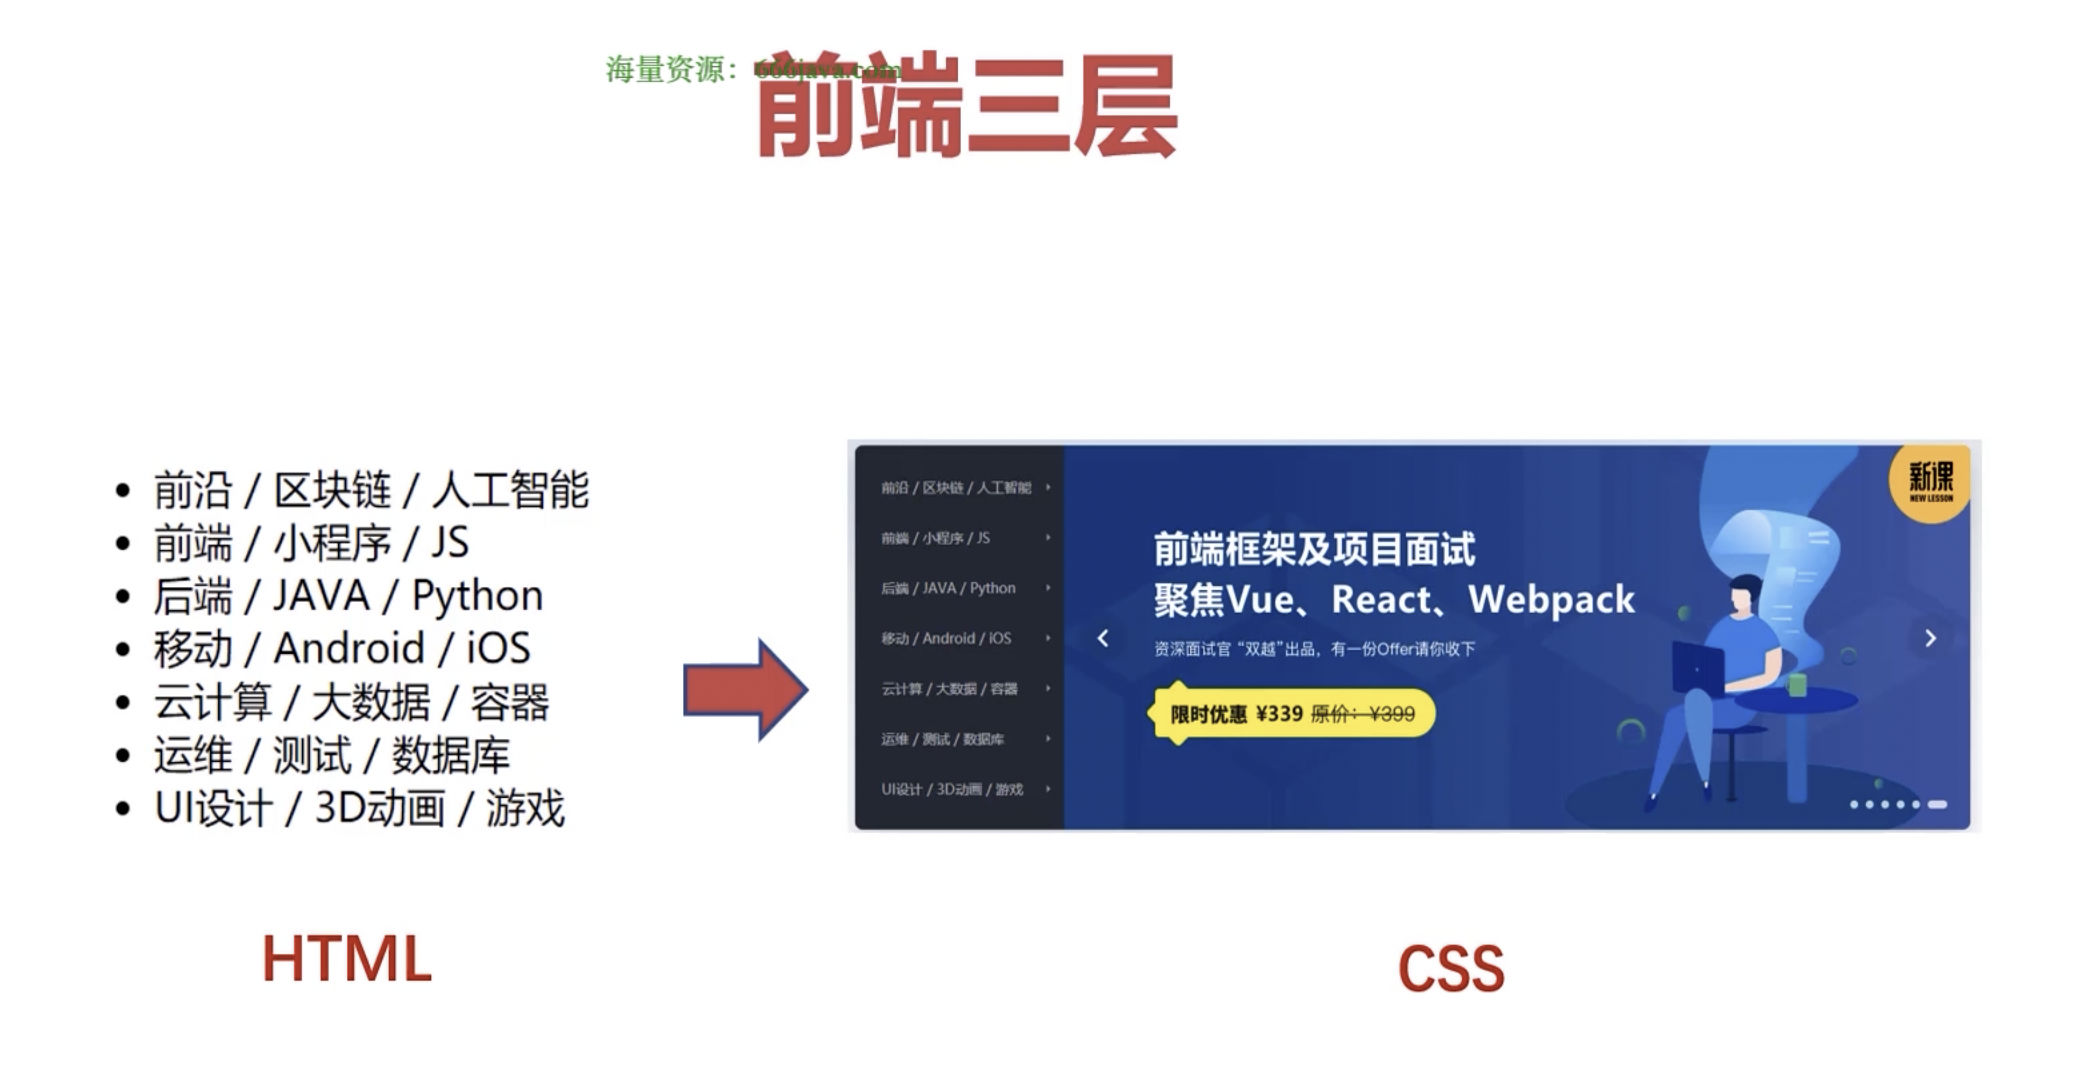 海量资源：666java.com
前端三层
前沿 / 区块链 / 人工智能
前端 / 小程序 / JS
后端 / JAVA / Python
移动 / Android / iOS
云计算 / 大数据 / 容器
运维 / 测试 / 数据库
UI设计 / 3D动画 / 游戏
HTML
前沿 / 区块链 / 人工智能
前端 / 小程序 / JS
后端 / JAVA / Python
移动 / Android / iOS
云计算 / 大数据 / 容器
运维 / 测试 / 数据库
UI设计 / 3D动画 / 游戏
前端框架及项目面试
聚焦Vue、React、Webpack
资深面试官 “双越”出品，有一份Offer请你收下
限时优惠 ¥339 原价：¥399
新课
NEW LESSON
CSS